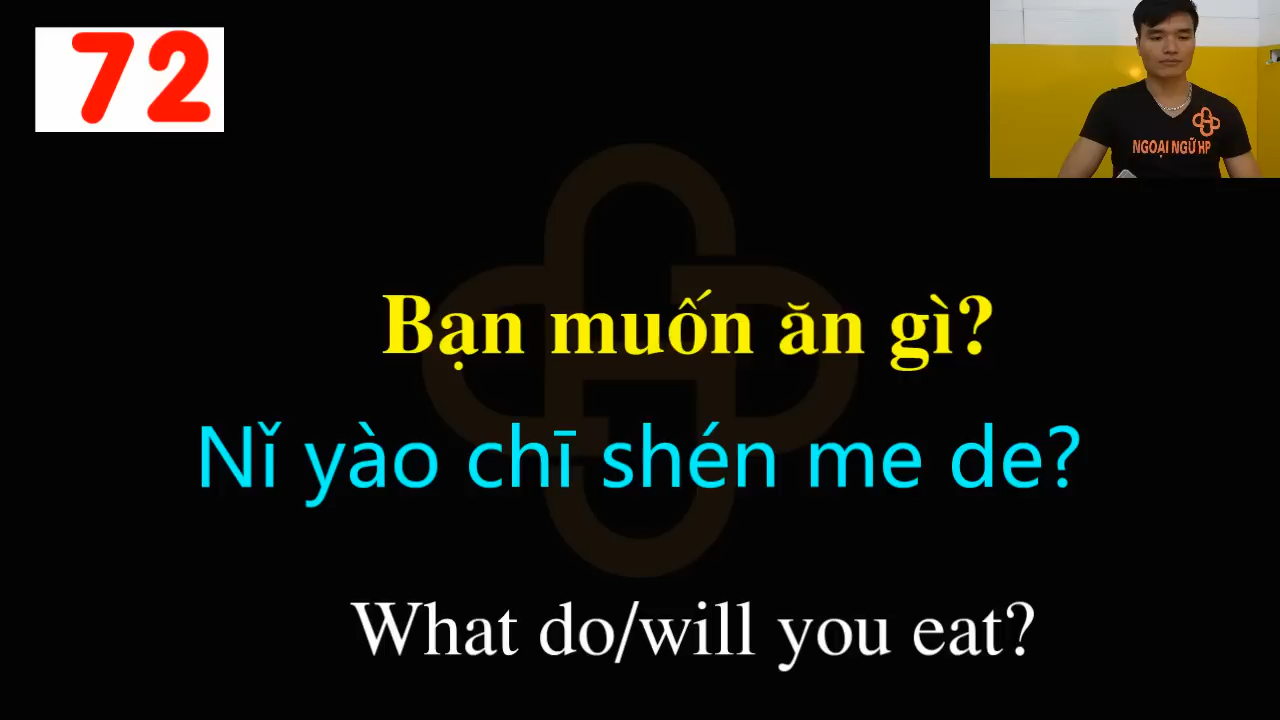 72
NGOẠI NGỮ HP
Bạn muốn ăn gì?
Nǐ yào chī shén me de?
What do/will you eat?